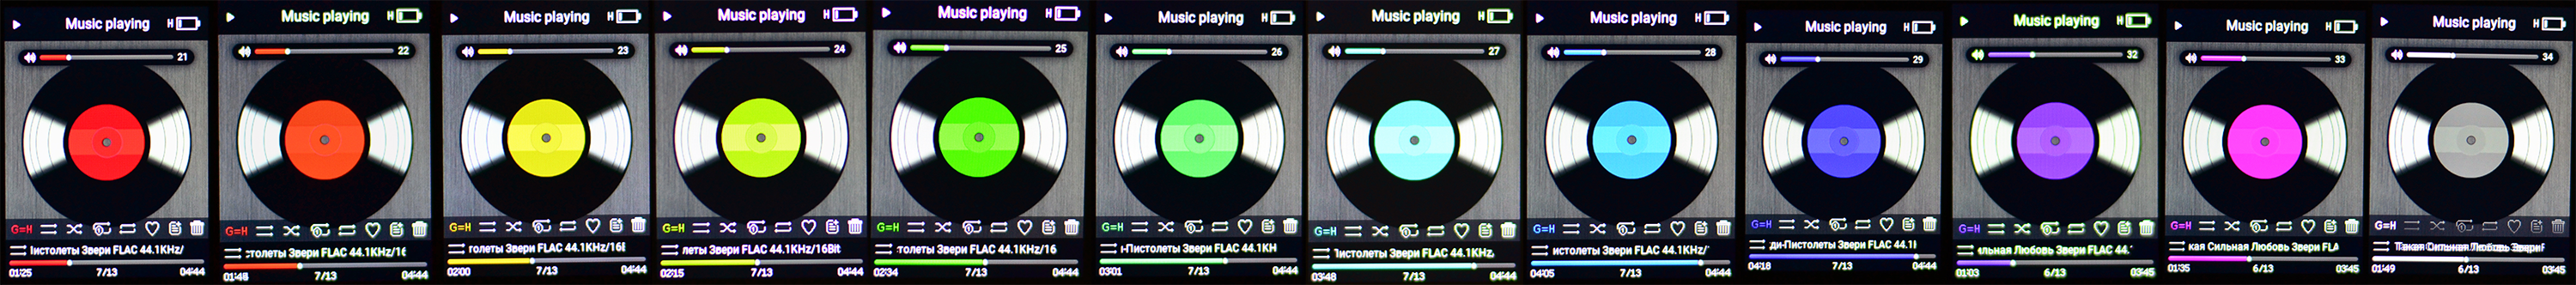 Music playing H
21
G=H
Iистолеты Звери FLAC 44.1KHz/
01:25 7/13 04:44
Music playing H
22
G=H
толеты Звери FLAC 44.1KHz/16
01:48 7/13 04:44
Music playing H
23
G=H
голеты Звери FLAC 44.1KHz/16B
02:00 7/13 04:44
Music playing H
24
G=H
леты Звери FLAC 44.1KHz/16Bit
02:15 7/13 04:44
Music playing H
25
G=H
толеты Звери FLAC 44.1KHz/16
02:34 7/13 04:44
Music playing H
26
G=H
-Пистолеты Звери FLAC 44.1KH
03:01 7/13 04:44
Music playing H
27
G=H
Пистолеты Звери FLAC 44.1KHz/
03:48 7/13 04:44
Music playing H
28
G=H
истолеты Звери FLAC 44.1KHz/
04:05 7/13 04:44
Music playing H
29
G=H
ди-Пистолеты Звери FLAC 44.1
04:18 7/13 04:44
Music playing H
32
G=H
льная Любовь Звери FLAC 44.
01:03 6/13 03:45
Music playing H
33
G=H
кая Сильная Любовь Звери FLA
01:35 6/13 03:45
Music playing H
34
G=H
Такая Сильная Любовь Звери
01:49 6/13 03:45